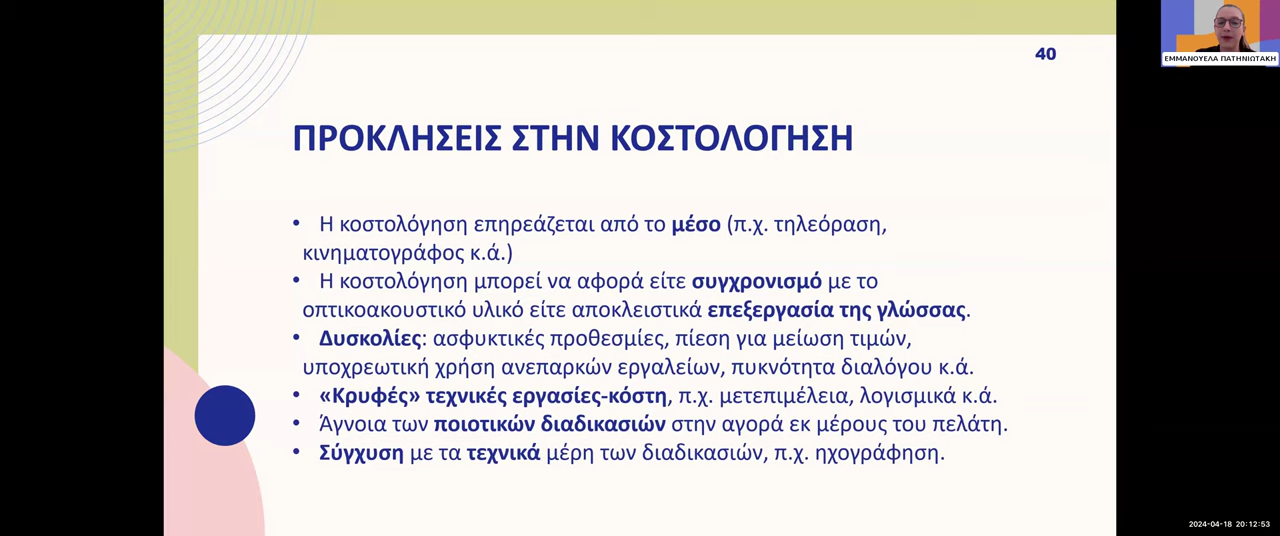 ΕΜΜΑΝΟΥΕΛΑ ΠΑΤΗΝΙΩΤΑΚΗ
40
ΠΡΟΚΛΗΣΕΙΣ ΣΤΗΝ ΚΟΣΤΟΛΟΓΗΣΗ
• Η κοστολόγηση επηρεάζεται από το μέσο (π.χ. τηλεόραση,
κινηματογράφος κ.ά.)
• Η κοστολόγηση μπορεί να αφορά είτε συγχρονισμό με το
οπτικοακουστικό υλικό είτε αποκλειστικά επεξεργασία της γλώσσας.
• Δυσκολίες: ασφυκτικές προθεσμίες, πίεση για μείωση τιμών,
υποχρεωτική χρήση ανεπαρκών εργαλείων, πυκνότητα διαλόγου κ.ά.
• «Κρυφές» τεχνικές εργασίες-κόστη, π.χ. μετεπιμέλεια, λογισμικά κ.ά.
• Άγνοια των ποιοτικών διαδικασιών στην αγορά εκ μέρους του πελάτη.
• Σύγχυση με τα τεχνικά μέρη των διαδικασιών, π.χ. ηχογράφηση.
2024-04-18 20:12:53